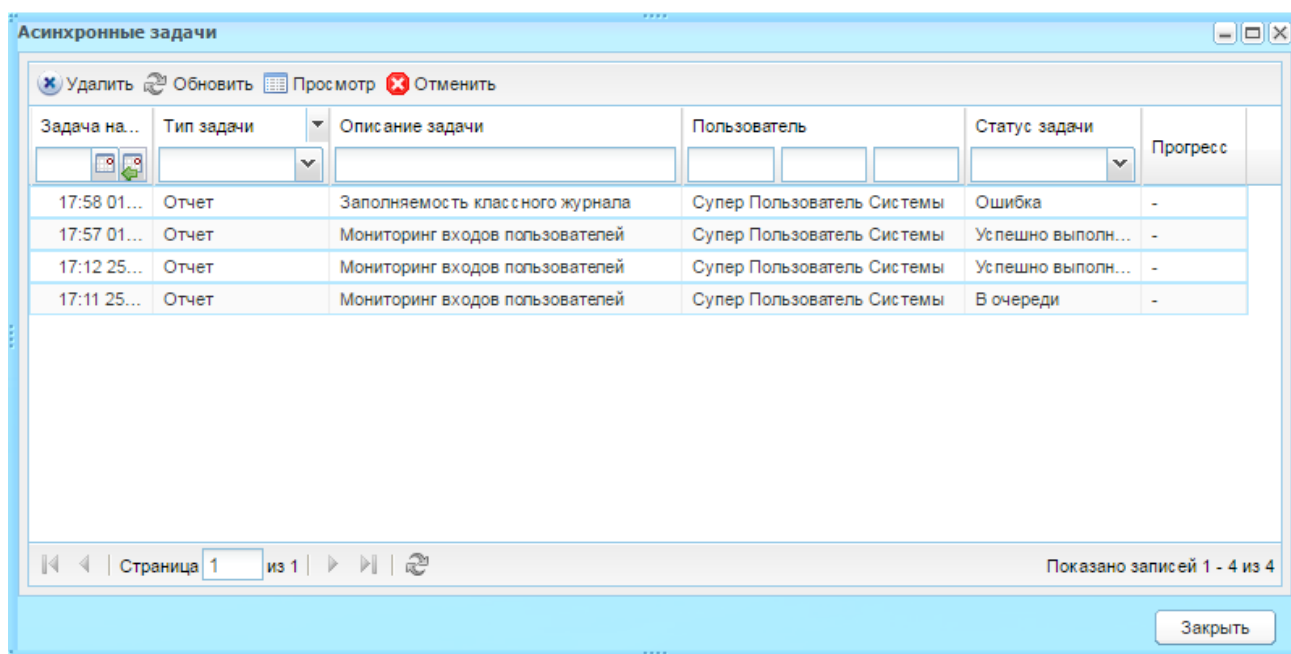 Асинхронные задачи
Удалить Обновить Просмотр Отменить
Задача на... Тип задачи Описание задачи Пользователь Статус задачи Прогресс
17:58 01... Отчет Заполняемость классного журнала Супер Пользователь Системы Ошибка -
17:57 01... Отчет Мониторинг входов пользователей Супер Пользователь Системы Успешно выполн... -
17:12 25... Отчет Мониторинг входов пользователей Супер Пользователь Системы Успешно выполн... -
17:11 25... Отчет Мониторинг входов пользователей Супер Пользователь Системы В очереди -
Страница 1 из 1 Показано записей 1 - 4 из 4
Закрыть